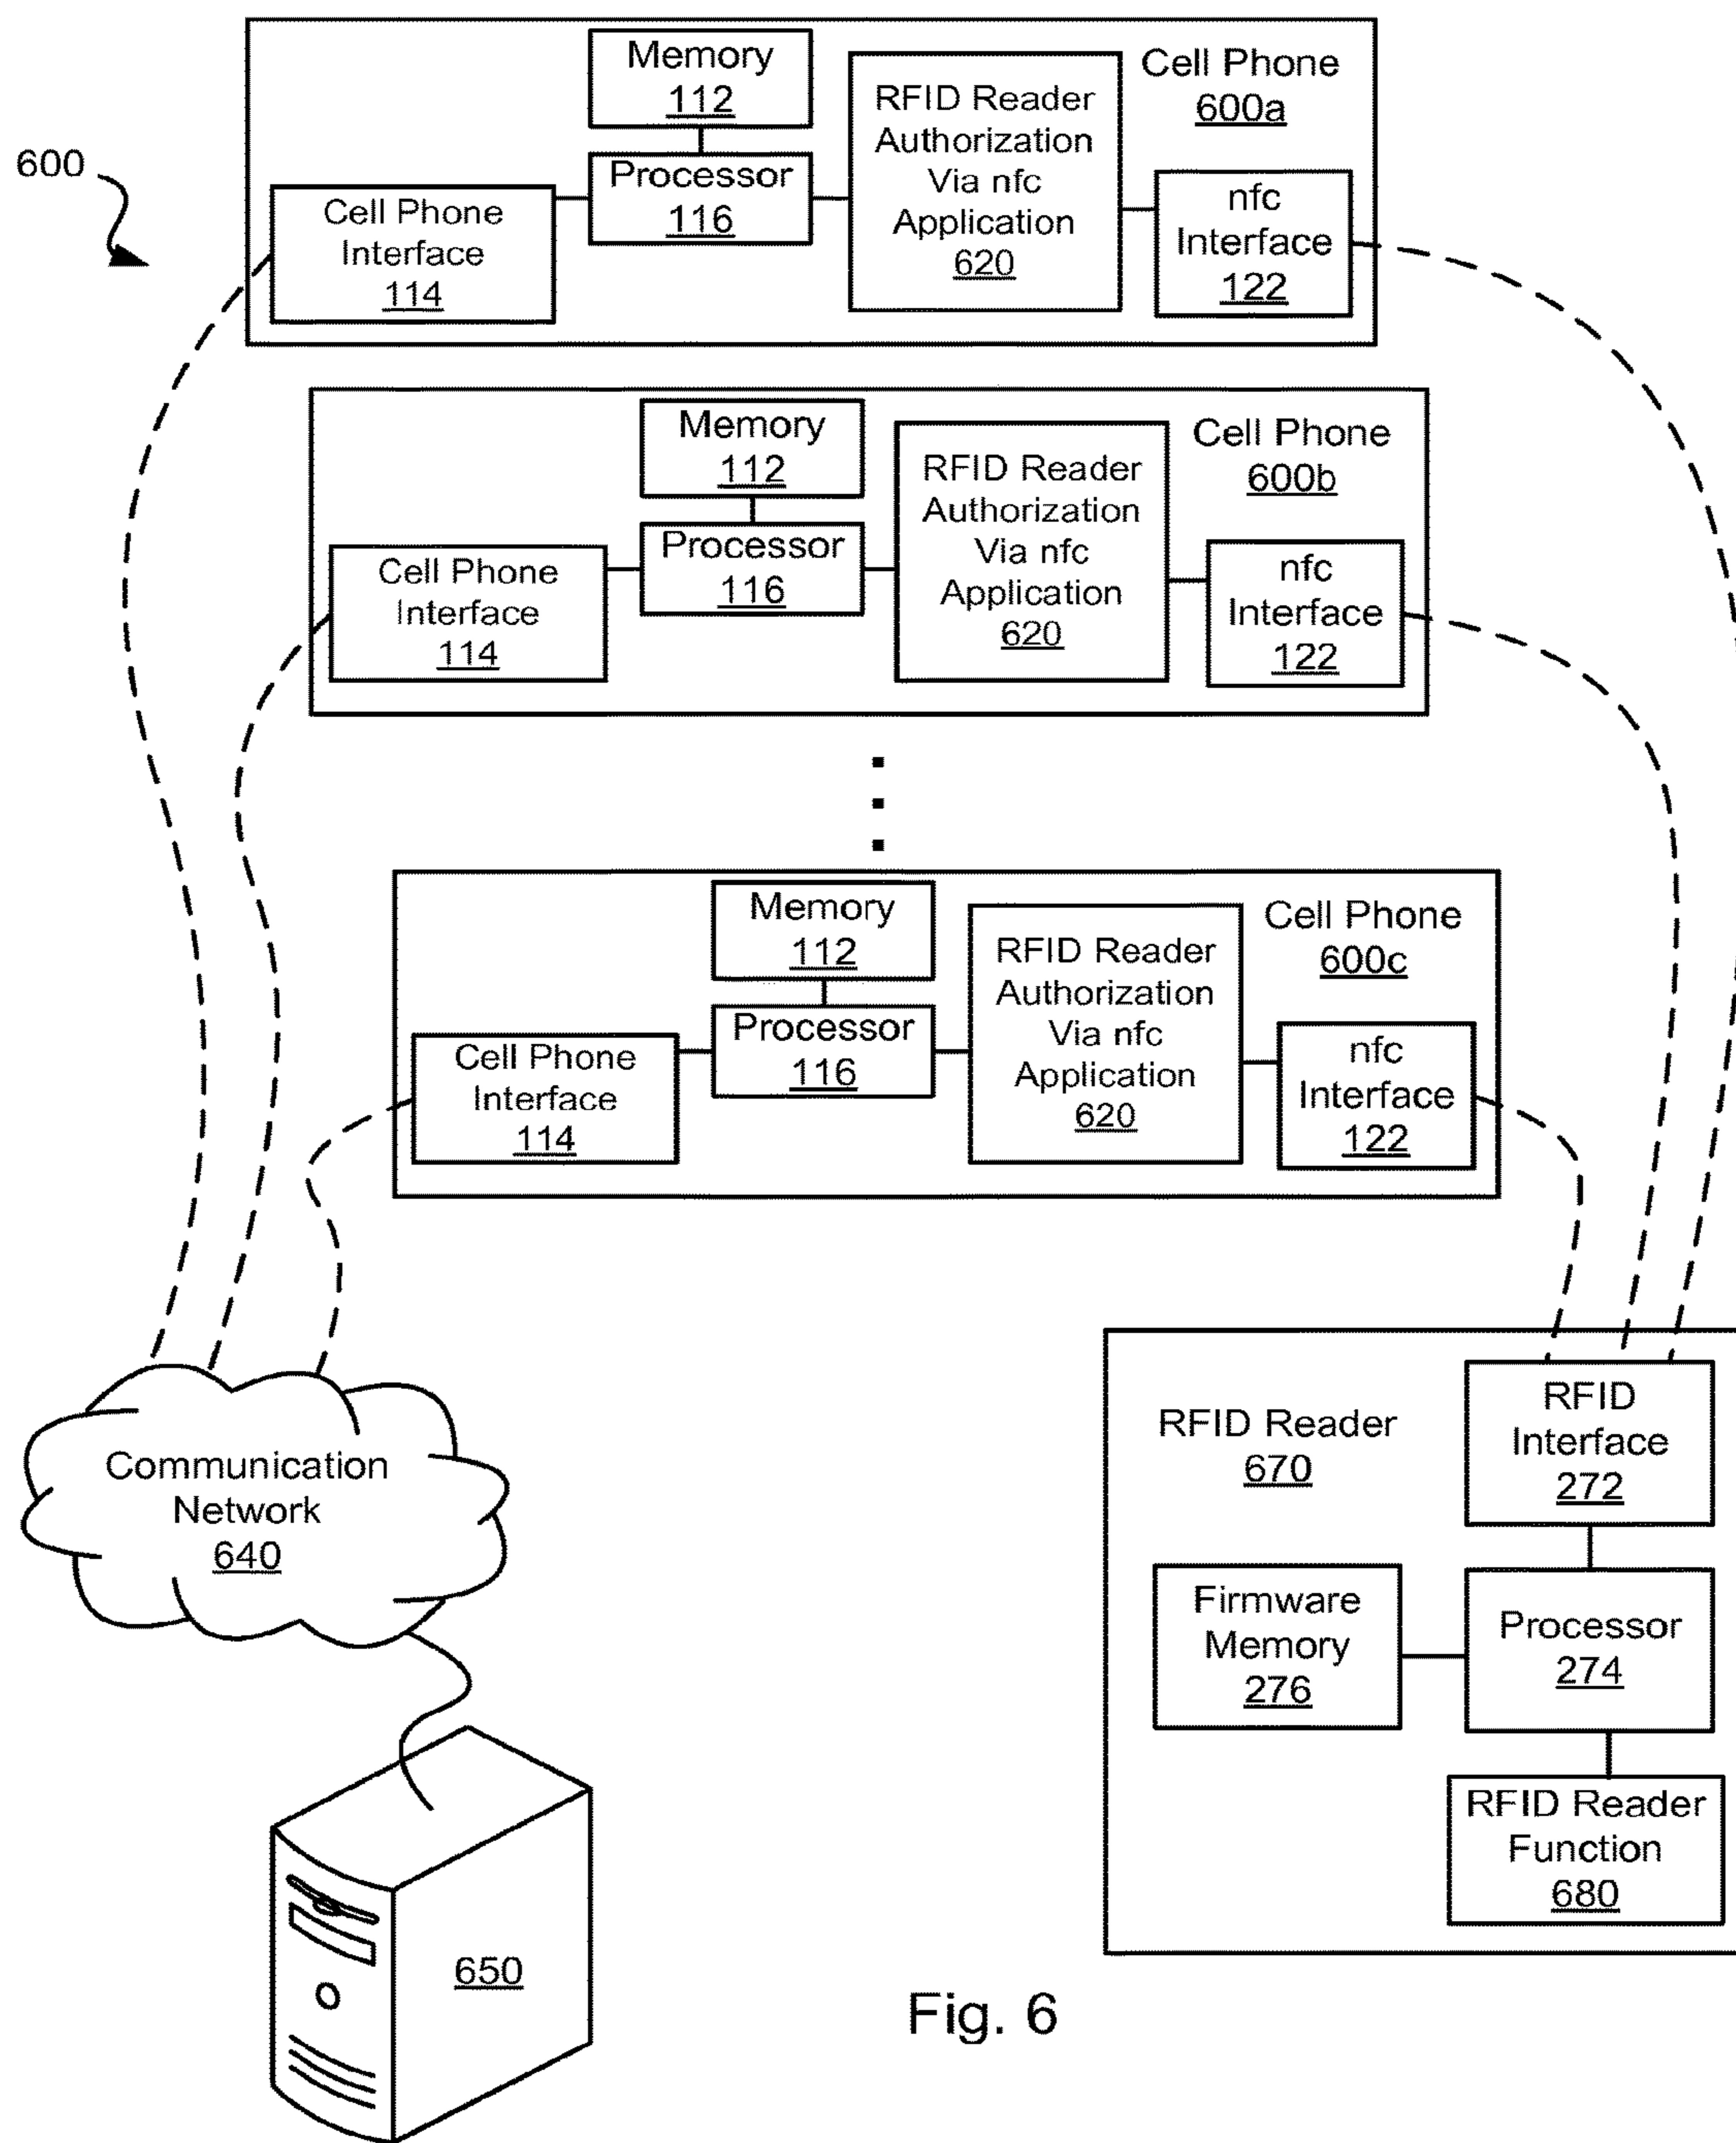 600
Memory
112
Processor
116
Cell Phone
Interface
114
RFID Reader
Authorization
Via nfc
Application
620
Cell Phone
600a
nfc
Interface
122
Memory
112
Processor
116
Cell Phone
Interface
114
RFID Reader
Authorization
Via nfc
Application
620
Cell Phone
600b
nfc
Interface
122
Memory
112
Processor
116
Cell Phone
Interface
114
RFID Reader
Authorization
Via nfc
Application
620
Cell Phone
600c
nfc
Interface
122
Communication
Network
640
650
RFID Reader
670
RFID
Interface
272
Firmware
Memory
276
Processor
274
RFID Reader
Function
680
Fig. 6